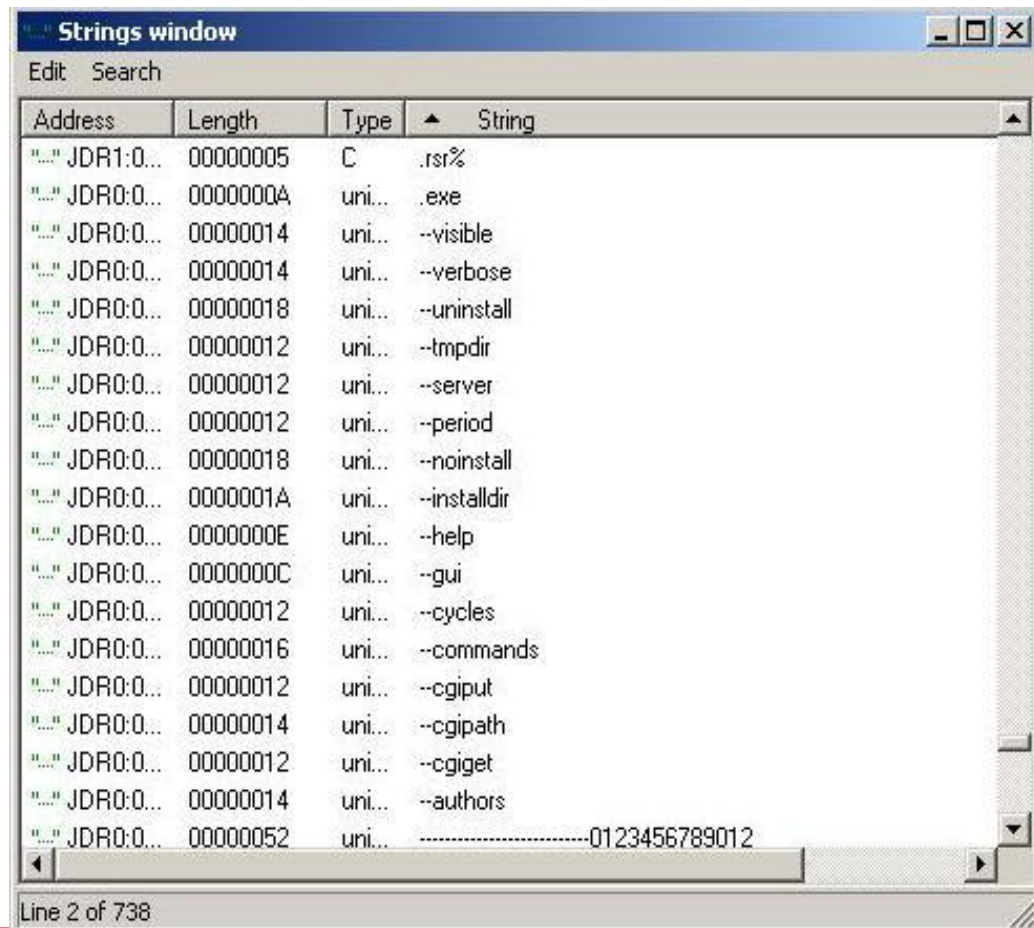 Strings window
Edit Search
Address Length Type String
"..." JDR1:0... 00000005 C .rsr%
"..." JDR0:0... 0000000A uni... .exe
"..." JDR0:0... 00000014 uni... --visible
"..." JDR0:0... 00000014 uni... --verbose
"..." JDR0:0... 00000018 uni... --uninstall
"..." JDR0:0... 00000012 uni... --tmpdir
"..." JDR0:0... 00000012 uni... --server
"..." JDR0:0... 00000012 uni... --period
"..." JDR0:0... 00000018 uni... --noinstall
"..." JDR0:0... 0000001A uni... --installdir
"..." JDR0:0... 0000000E uni... --help
"..." JDR0:0... 0000000C uni... --gui
"..." JDR0:0... 00000012 uni... --cycles
"..." JDR0:0... 00000016 uni... --commands
"..." JDR0:0... 00000012 uni... --cgiput
"..." JDR0:0... 00000014 uni... --cgipath
"..." JDR0:0... 00000012 uni... --cgiget
"..." JDR0:0... 00000014 uni... --authors
"..." JDR0:0... 00000052 uni... ---------------------------0123456789012
Line 2 of 738